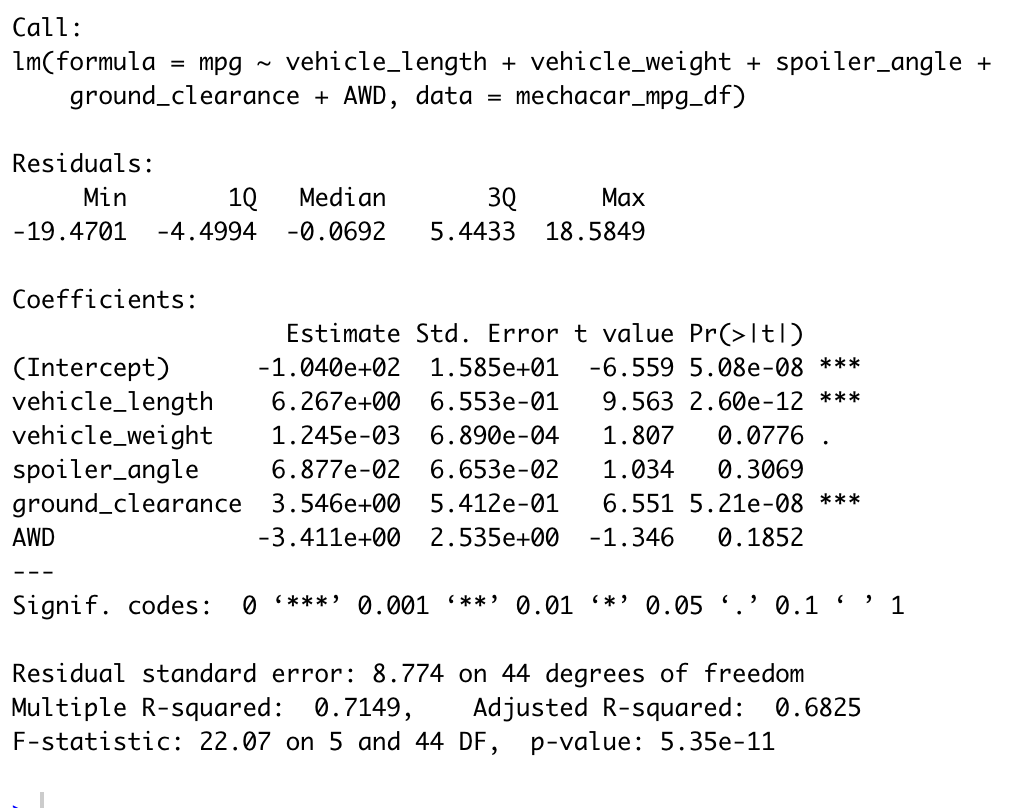 Call:
lm(formula = mpg ~ vehicle_length + vehicle_weight + spoiler_angle +
    ground_clearance + AWD, data = mechacar_mpg_df)

Residuals:
     Min       1Q   Median       3Q      Max
-19.4701  -4.4994  -0.0692   5.4433  18.5849

Coefficients:
                   Estimate Std. Error t value Pr(>|t|)
(Intercept)      -1.040e+02  1.585e+01  -6.559 5.08e-08 ***
vehicle_length    6.267e+00  6.553e-01   9.563 2.60e-12 ***
vehicle_weight    1.245e-03  6.890e-04   1.807   0.0776 .
spoiler_angle     6.877e-02  6.653e-02   1.034   0.3069
ground_clearance  3.546e+00  5.412e-01   6.551 5.21e-08 ***
AWD              -3.411e+00  2.535e+00  -1.346   0.1852
---
Signif. codes:  0 ‘***’ 0.001 ‘**’ 0.01 ‘*’ 0.05 ‘.’ 0.1 ‘ ’ 1

Residual standard error: 8.774 on 44 degrees of freedom
Multiple R-squared:  0.7149,    Adjusted R-squared:  0.6825
F-statistic: 22.07 on 5 and 44 DF,  p-value: 5.35e-11